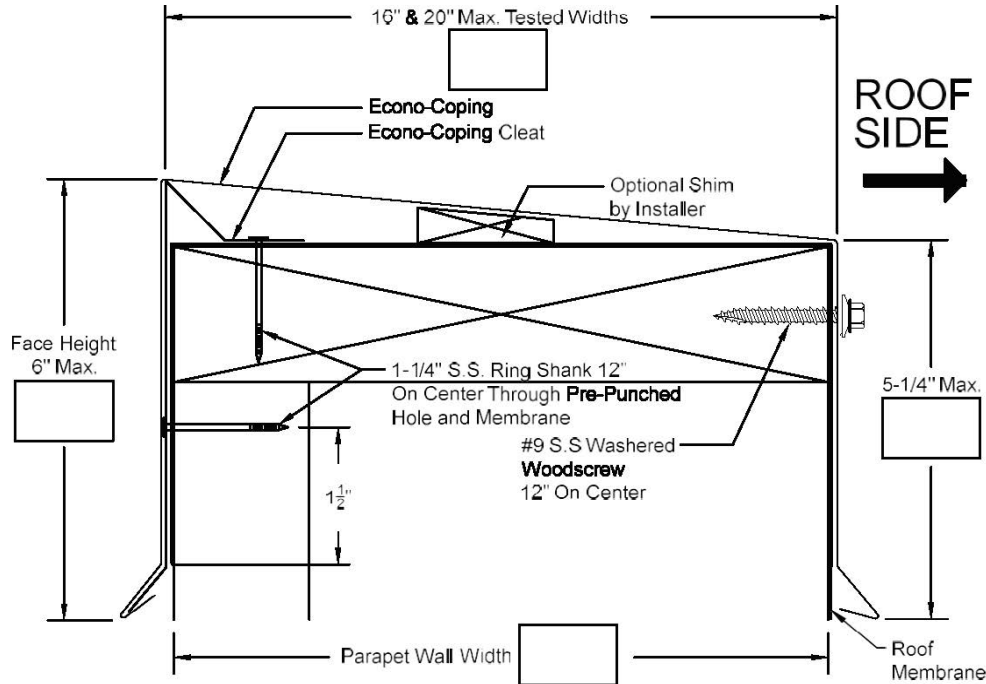 16" & 20" Max. Tested Widths
Econo-Coping
Econo-Coping Cleat
ROOF
SIDE
Optional Shim
by Installer
Face Height
6" Max.
1-1/4" S.S. Ring Shank 12"
On Center Through Pre-Punched
Hole and Membrane
5-1/4" Max.
#9 S.S Washered
Woodscrew
12" On Center
1½"
Parapet Wall Width
Roof
Membrane